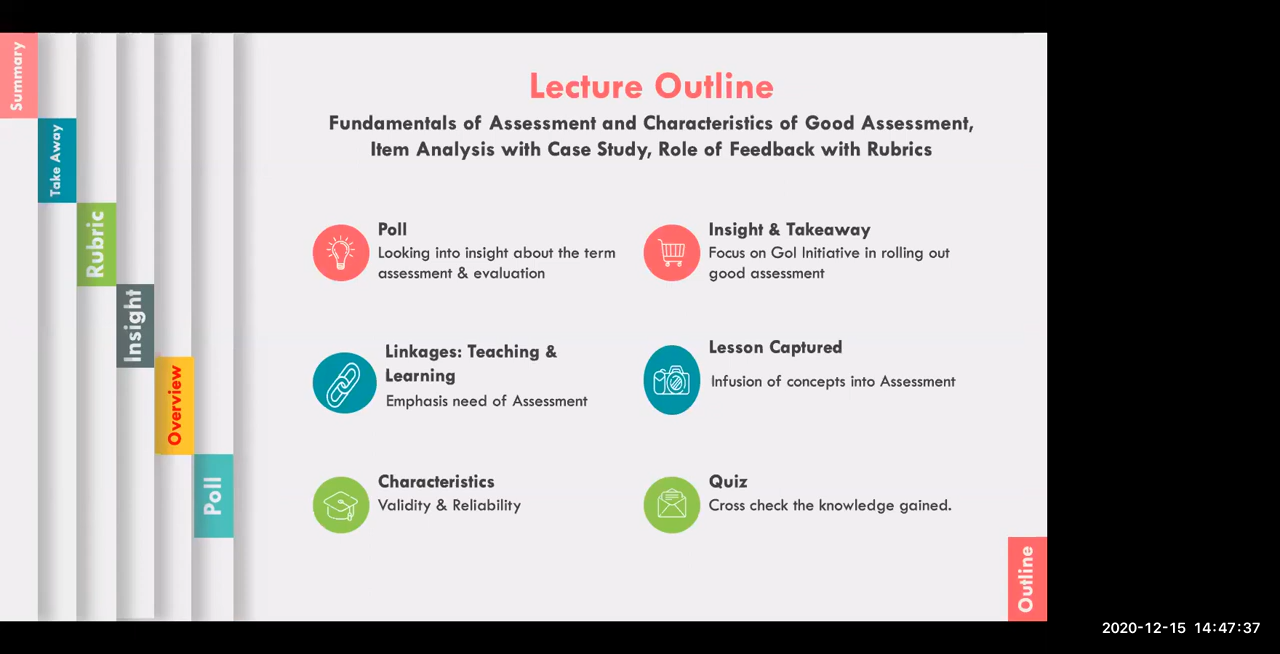 Summary
Take Away
Rubric
Insight
Overview
Poll
Lecture Outline
Fundamentals of Assessment and Characteristics of Good Assessment,
Item Analysis with Case Study, Role of Feedback with Rubrics
Poll
Looking into insight about the term
assessment & evaluation
Insight & Takeaway
Focus on GoI Initiative in rolling out
good assessment
Linkages: Teaching &
Learning
Emphasis need of Assessment
Lesson Captured
Infusion of concepts into Assessment
Characteristics
Validity & Reliability
Quiz
Cross check the knowledge gained.
Outline
2020-12-15 14:47:37